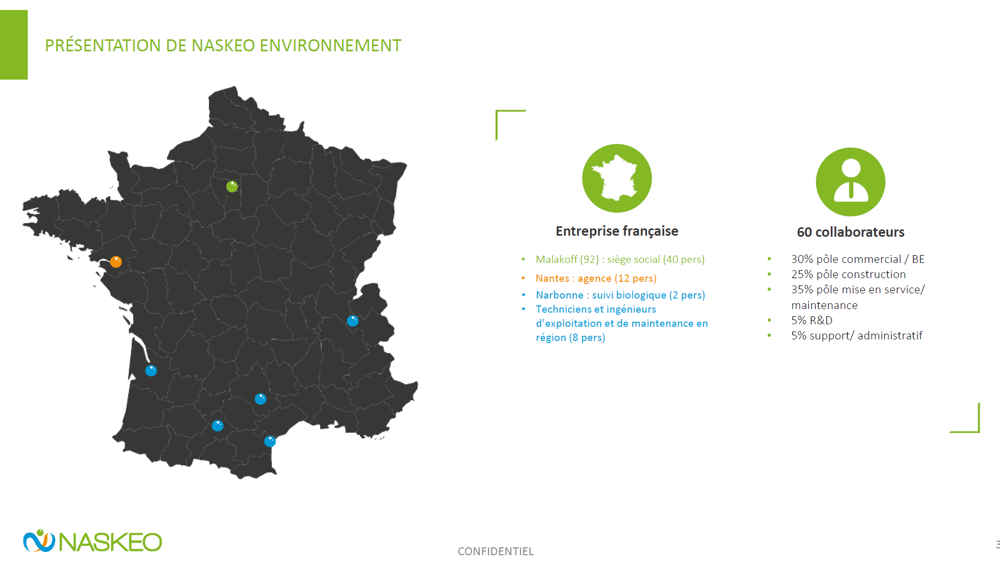 PRÉSENTATION DE NASKEO ENVIRONNEMENT
Entreprise française
• Malakoff (92) : siège social (40 pers)
• Nantes : agence (12 pers)
• Narbonne : suivi biologique (2 pers)
• Techniciens et ingénieurs
d’exploitation et de maintenance en
région (8 pers)
60 collaborateurs
• 30% pôle commercial / BE
• 25% pôle construction
• 35% pôle mise en service/
maintenance
• 5% R&D
• 5% support/ administratif
NASKEO
CONFIDENTIEL
3